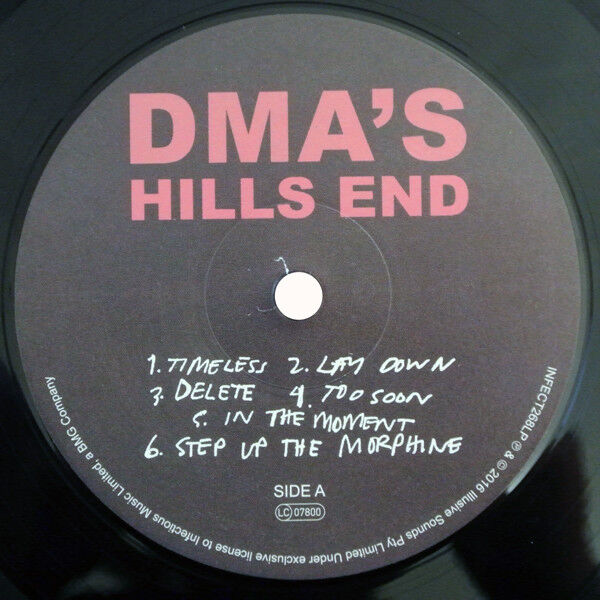 DMA'S
HILLS END
1. TIMELESS 2. LAY DOWN
3. DELETE 4. TOO SOON
5. IN THE MOMENT
6. STEP UP THE MORPHINE
SIDE A
LC 07800
INFECT268LP ℗ & © 2016 Illusive Sounds Pty Limited Under exclusive license to Infectious Music Limited, a BMG Company